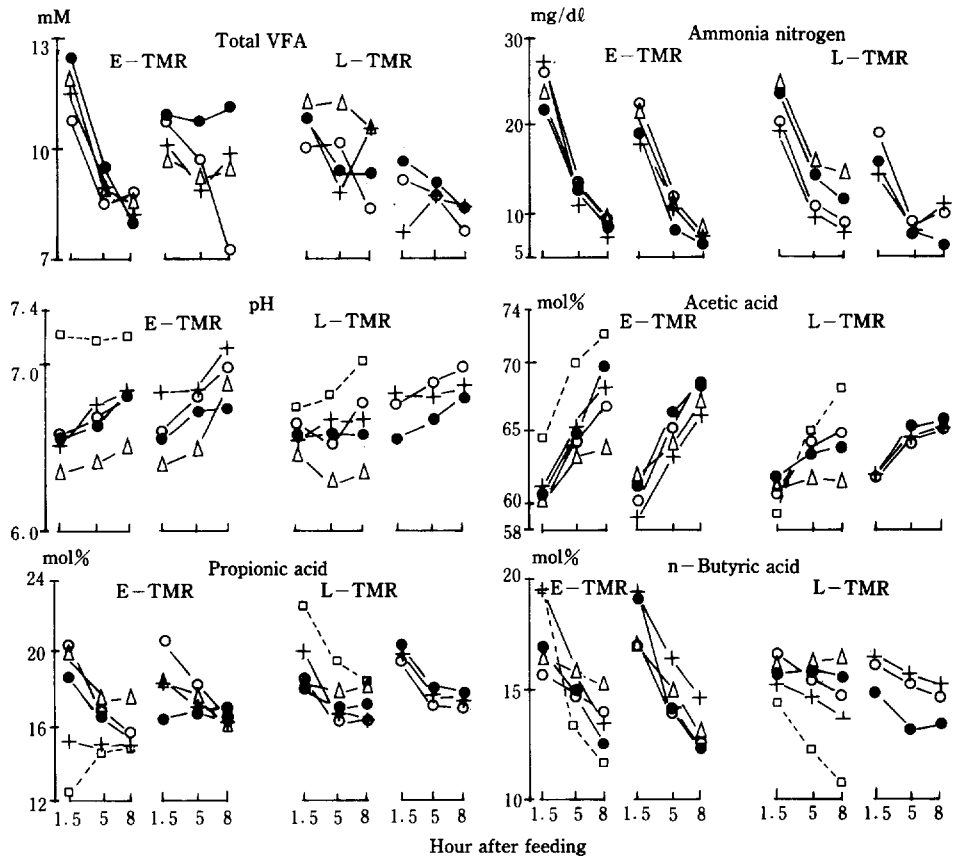 mM
Total VFA
13
E-TMR
L-TMR
10
7
mg/dℓ
Ammonia nitrogen
30
E-TMR
L-TMR
20
10
5
pH
7.4
E-TMR
L-TMR
7.0
6.0
mol%
Acetic acid
74
E-TMR
L-TMR
70
65
60
58
mol%
Propionic acid
24
E-TMR
L-TMR
20
16
12
1.5 5 8 1.5 5 8 1.5 5 8 1.5 5 8
mol%
n-Butyric acid
20
E-TMR
L-TMR
15
10
1.5 5 8 1.5 5 8 1.5 5 8 1.5 5 8
Hour after feeding